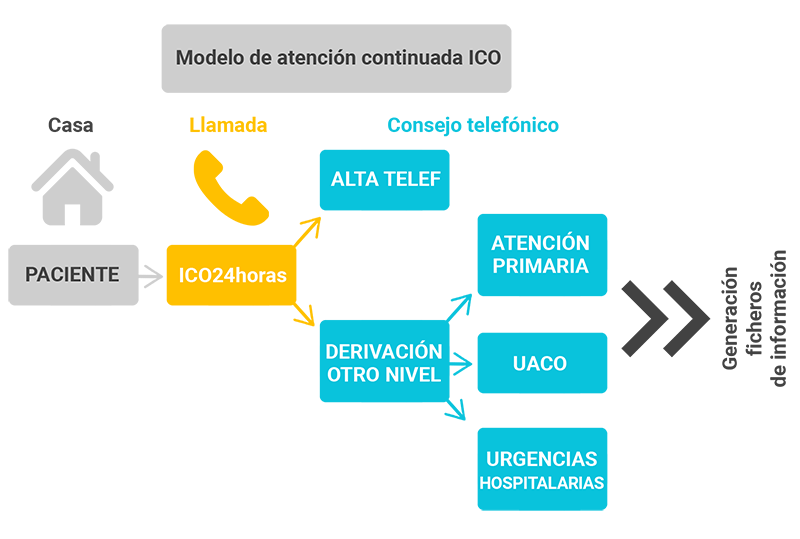 Modelo de atención continuada ICO
Casa
Llamada
Consejo telefónico
ALTA TELEF
PACIENTE
ICO24horas
ATENCIÓN
PRIMARIA
DERIVACIÓN
OTRO NIVEL
UACO
URGENCIAS
HOSPITALARIAS
Generación
ficheros
de información